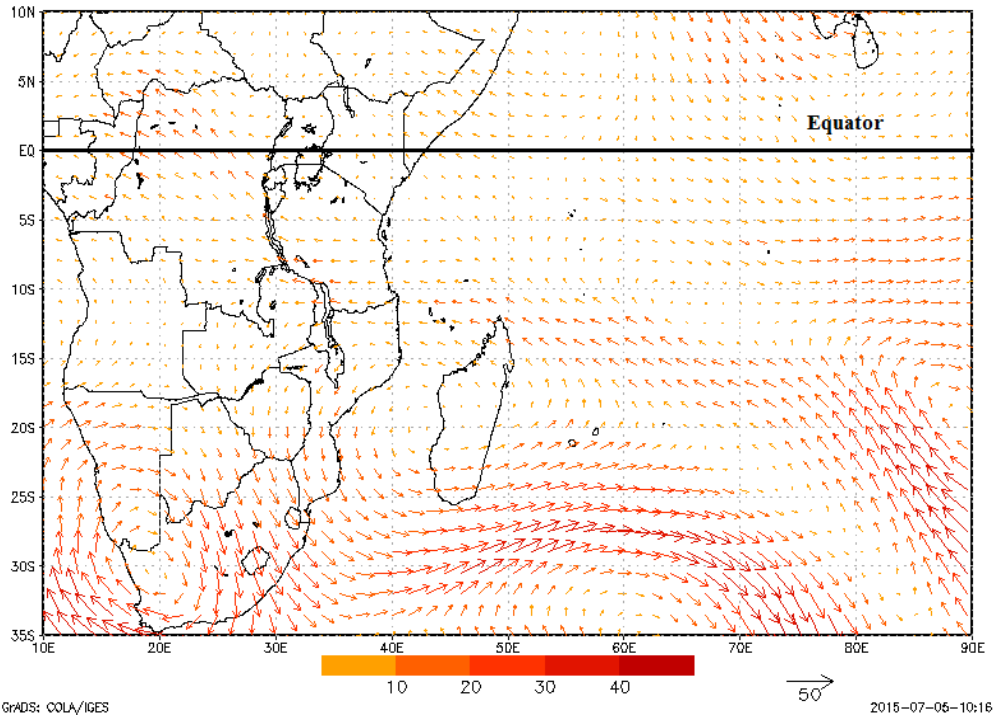 10N
5N
Equator
EQ
5S
10S
15S
20S
25S
30S
35S
10E 20E 30E 40E 50E 60E 70E 80E 90E
10 20 30 40
50
GrADS: COLA/IGES 2015-07-05-10:16